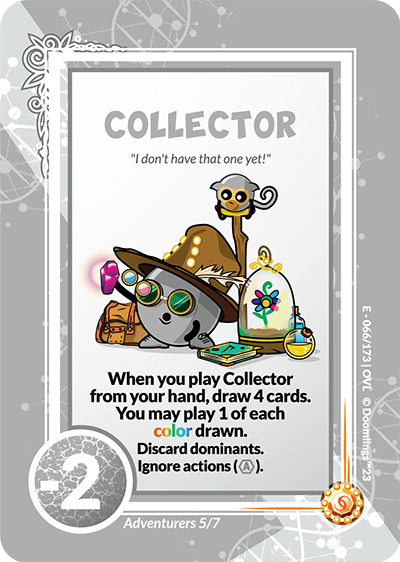 COLLECTOR
"I don't have that one yet!"
When you play Collector
from your hand, draw 4 cards.
You may play 1 of each
color drawn.
Discard dominants.
Ignore actions (A).
-2
Adventurers 5/7
E - 066/173 | OVL © Doomlings™ 23